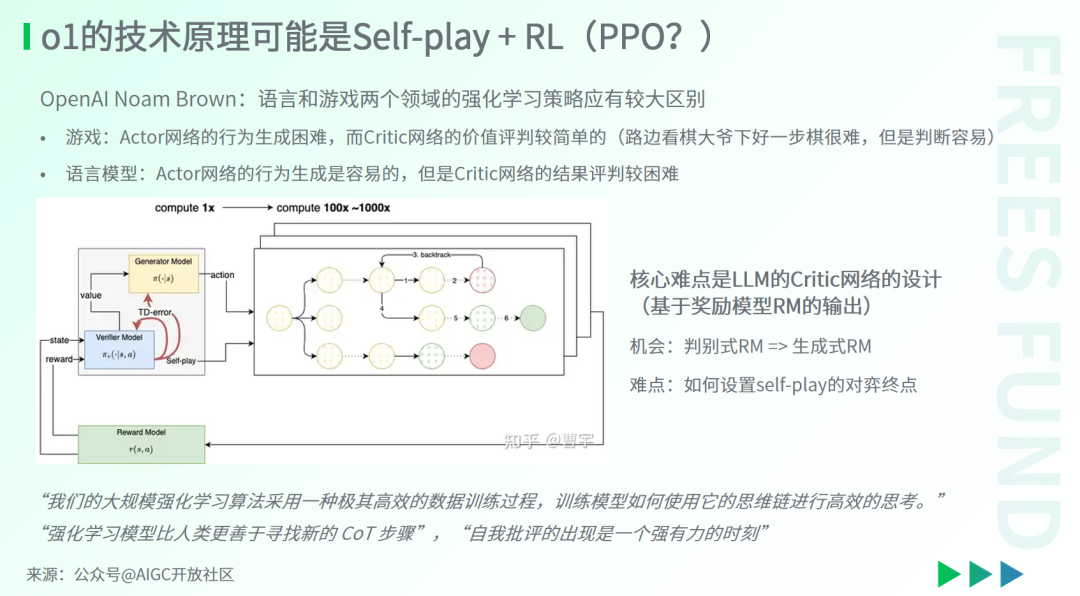 o1的技术原理可能是Self-play + RL（PPO？）
OpenAI Noam Brown：语言和游戏两个领域的强化学习策略应有较大区别
• 游戏：Actor网络的行为生成困难，而Critic网络的价值评判较简单的（路边看棋大爷下好一步棋很难，但是判断容易）
• 语言模型：Actor网络的行为生成是容易的，但是Critic网络的结果评判较困难
compute 1x
compute 100x ~1000x
Generator Model
π(·|s)
action
value
TD-error
Verifier Model
πᵥ(·|s, a)
state
reward
Self-play
3. backtrack
1
2
4
5
6
Reward Model
r(s, a)
知乎 @曹宇
核心难点是LLM的Critic网络的设计
（基于奖励模型RM的输出）
机会：判别式RM => 生成式RM
难点：如何设置self-play的对弈终点
“我们的大规模强化学习算法采用一种极其高效的数据训练过程，训练模型如何使用它的思维链进行高效的思考。”
“强化学习模型比人类更善于寻找新的 CoT 步骤”，“自我批评的出现是一个强有力的时刻”
来源：公众号@AIGC开放社区
FREES FUND